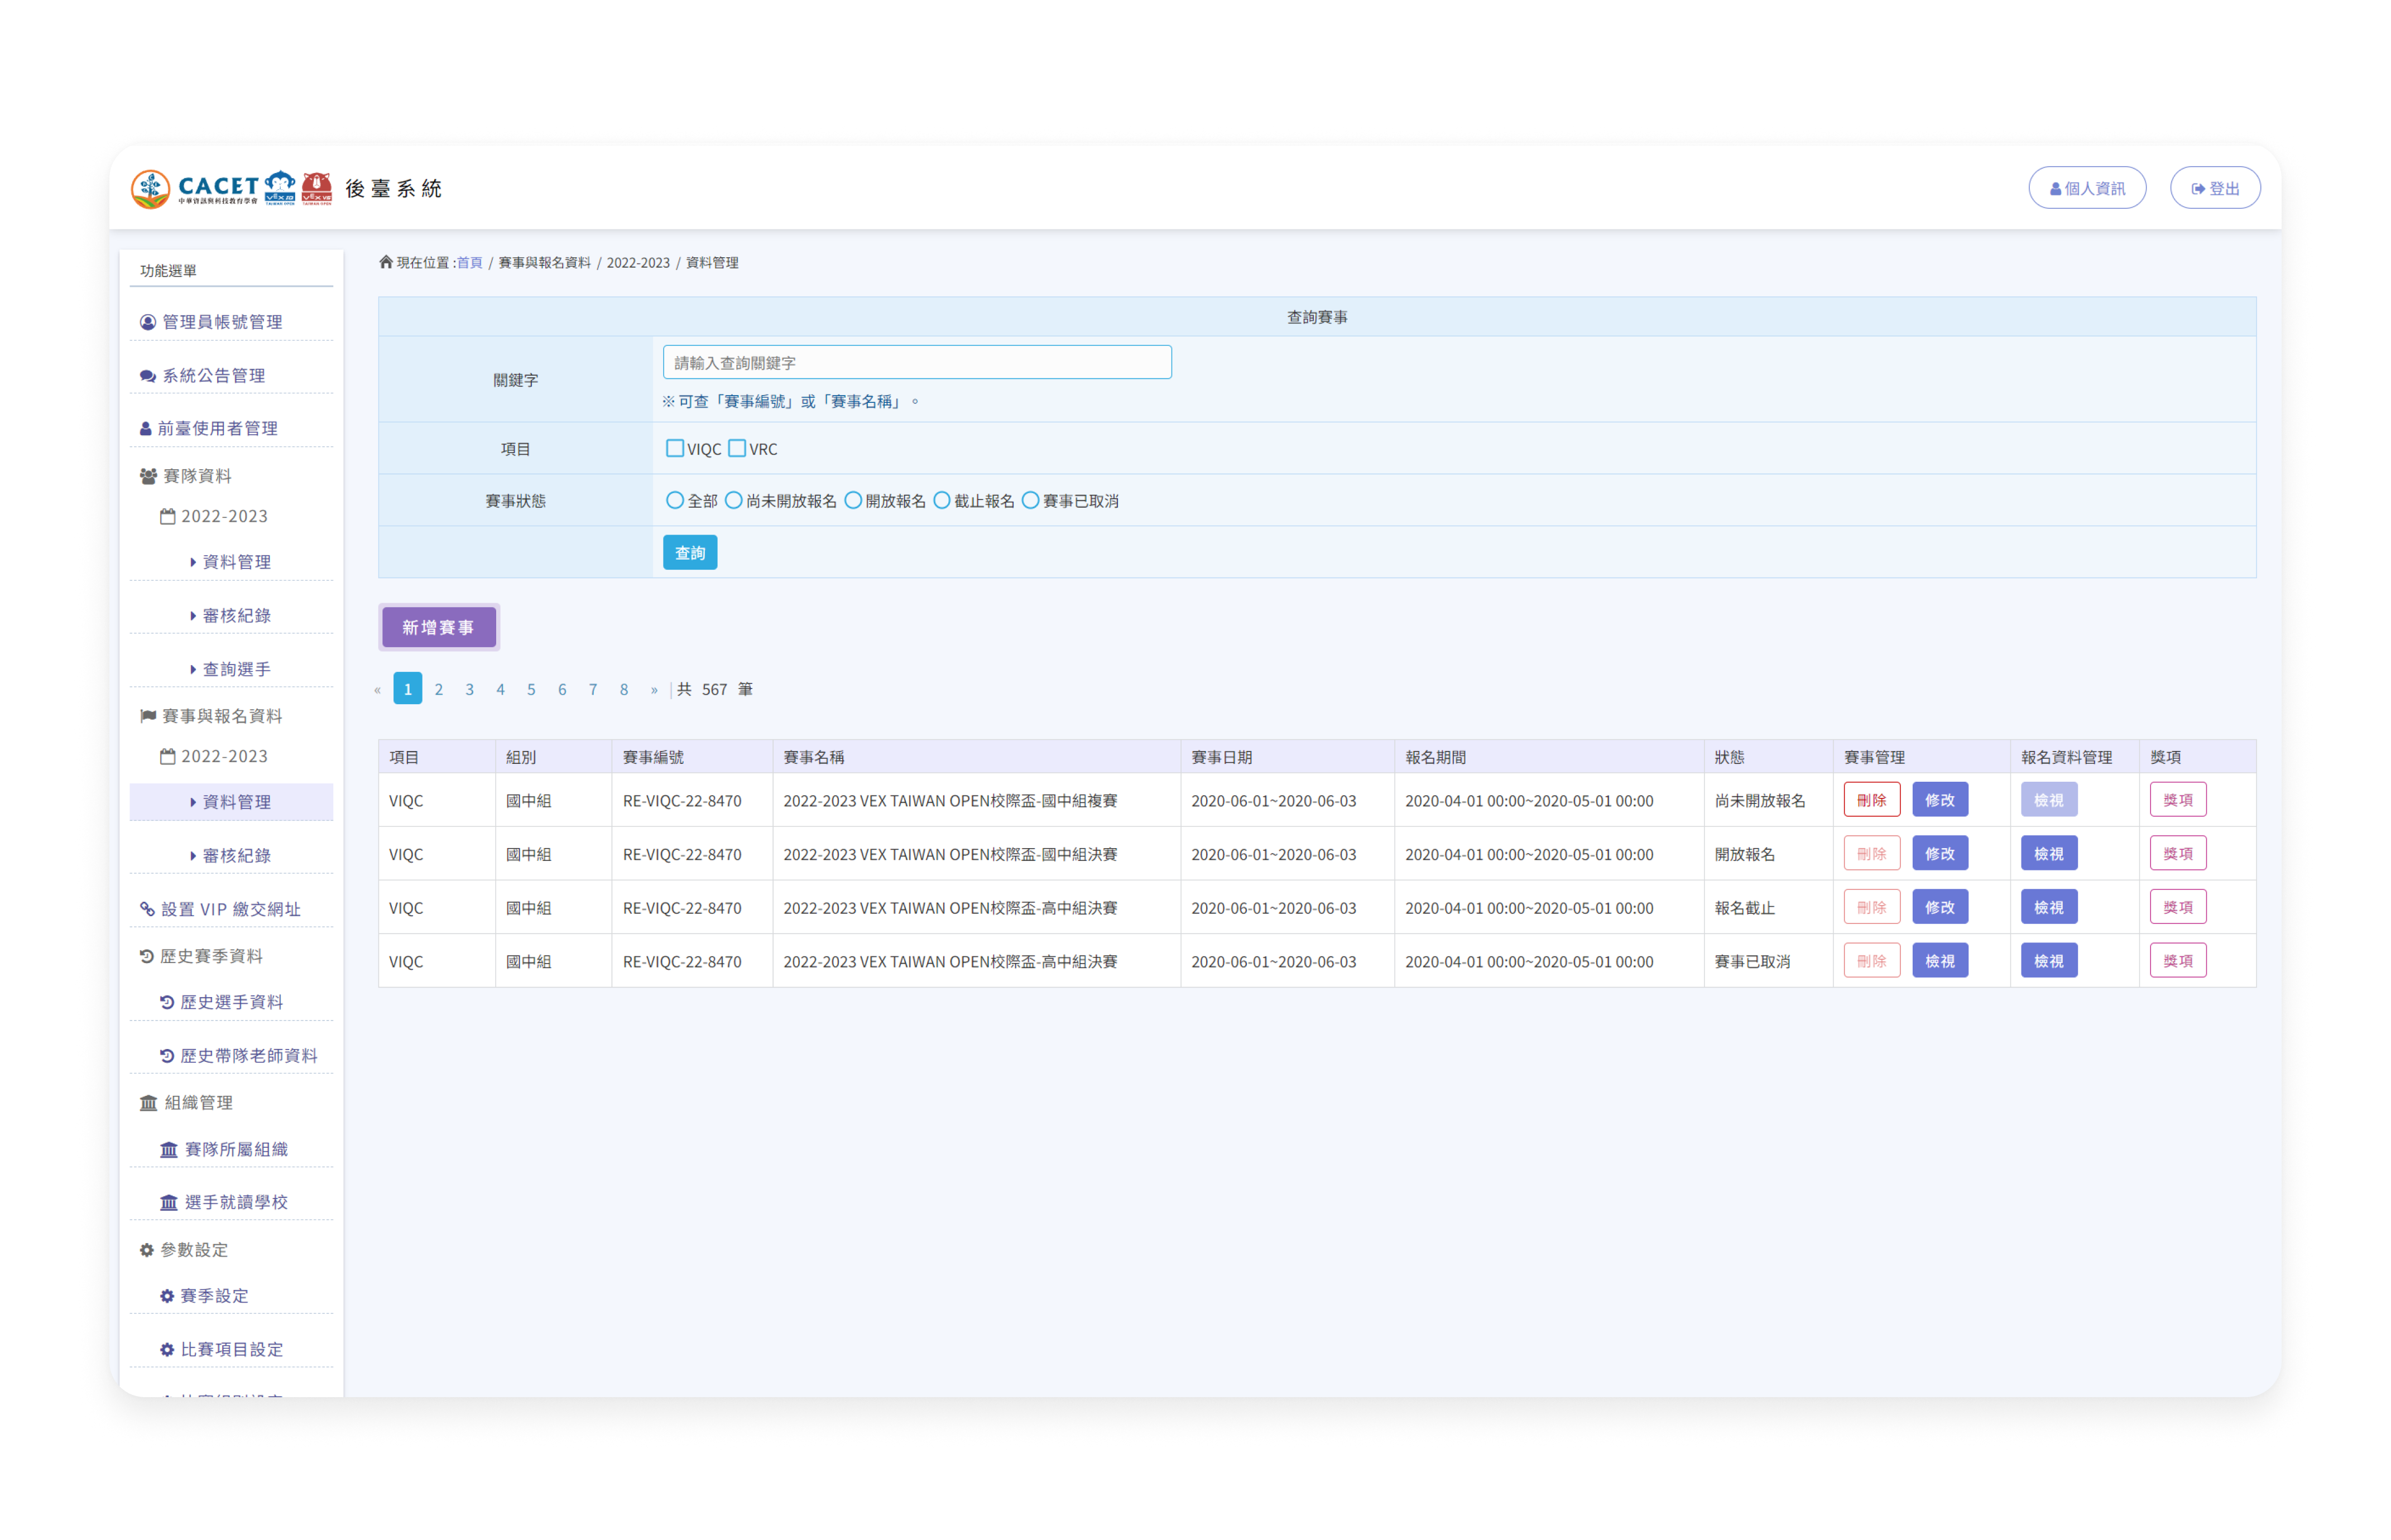 CACET
中華資訊與科技教育學會
VEX IQ
TAIWAN OPEN
VEX VR
TAIWAN OPEN
後臺系統
個人資訊
登出
功能選單
管理員帳號管理
系統公告管理
前臺使用者管理
賽隊資料
2022-2023
資料管理
審核紀錄
查詢選手
賽事與報名資料
2022-2023
資料管理
審核紀錄
設置 VIP 繳交網址
歷史賽季資料
歷史選手資料
歷史帶隊老師資料
組織管理
賽隊所屬組織
選手就讀學校
參數設定
賽季設定
比賽項目設定
現在位置 :首頁 / 賽事與報名資料 / 2022-2023 / 資料管理
查詢賽事
關鍵字
請輸入查詢關鍵字
※ 可查「賽事編號」或「賽事名稱」。
項目
VIQC VRC
賽事狀態
全部 尚未開放報名 開放報名 截止報名 賽事已取消
查詢
新增賽事
« 1 2 3 4 5 6 7 8 » | 共 567 筆
項目 組別 賽事編號 賽事名稱 賽事日期 報名期間 狀態 賽事管理 報名資料管理 獎項
VIQC 國中組 RE-VIQC-22-8470 2022-2023 VEX TAIWAN OPEN校際盃-國中組複賽 2020-06-01~2020-06-03 2020-04-01 00:00~2020-05-01 00:00 尚未開放報名 刪除 修改 檢視 獎項
VIQC 國中組 RE-VIQC-22-8470 2022-2023 VEX TAIWAN OPEN校際盃-國中組決賽 2020-06-01~2020-06-03 2020-04-01 00:00~2020-05-01 00:00 開放報名 刪除 修改 檢視 獎項
VIQC 國中組 RE-VIQC-22-8470 2022-2023 VEX TAIWAN OPEN校際盃-高中組決賽 2020-06-01~2020-06-03 2020-04-01 00:00~2020-05-01 00:00 報名截止 刪除 修改 檢視 獎項
VIQC 國中組 RE-VIQC-22-8470 2022-2023 VEX TAIWAN OPEN校際盃-高中組決賽 2020-06-01~2020-06-03 2020-04-01 00:00~2020-05-01 00:00 賽事已取消 刪除 檢視 檢視 獎項